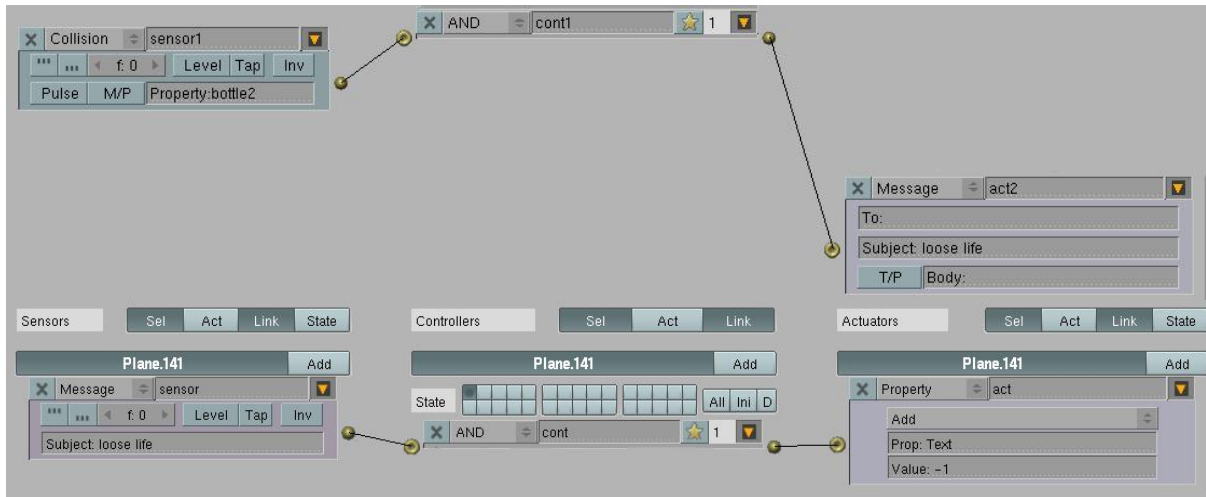 Collision sensor1
f: 0 Level Tap Inv
Pulse M/P Property:bottle2
AND cont1 1
Message act2
To:
Subject: loose life
T/P Body:
Sensors Sel Act Link State
Controllers Sel Act Link
Actuators Sel Act Link State
Plane.141 Add
Message sensor
f: 0 Level Tap Inv
Subject: loose life
Plane.141 Add
State All Ini D
AND cont 1
Plane.141 Add
Property act
Add
Prop: Text
Value: -1